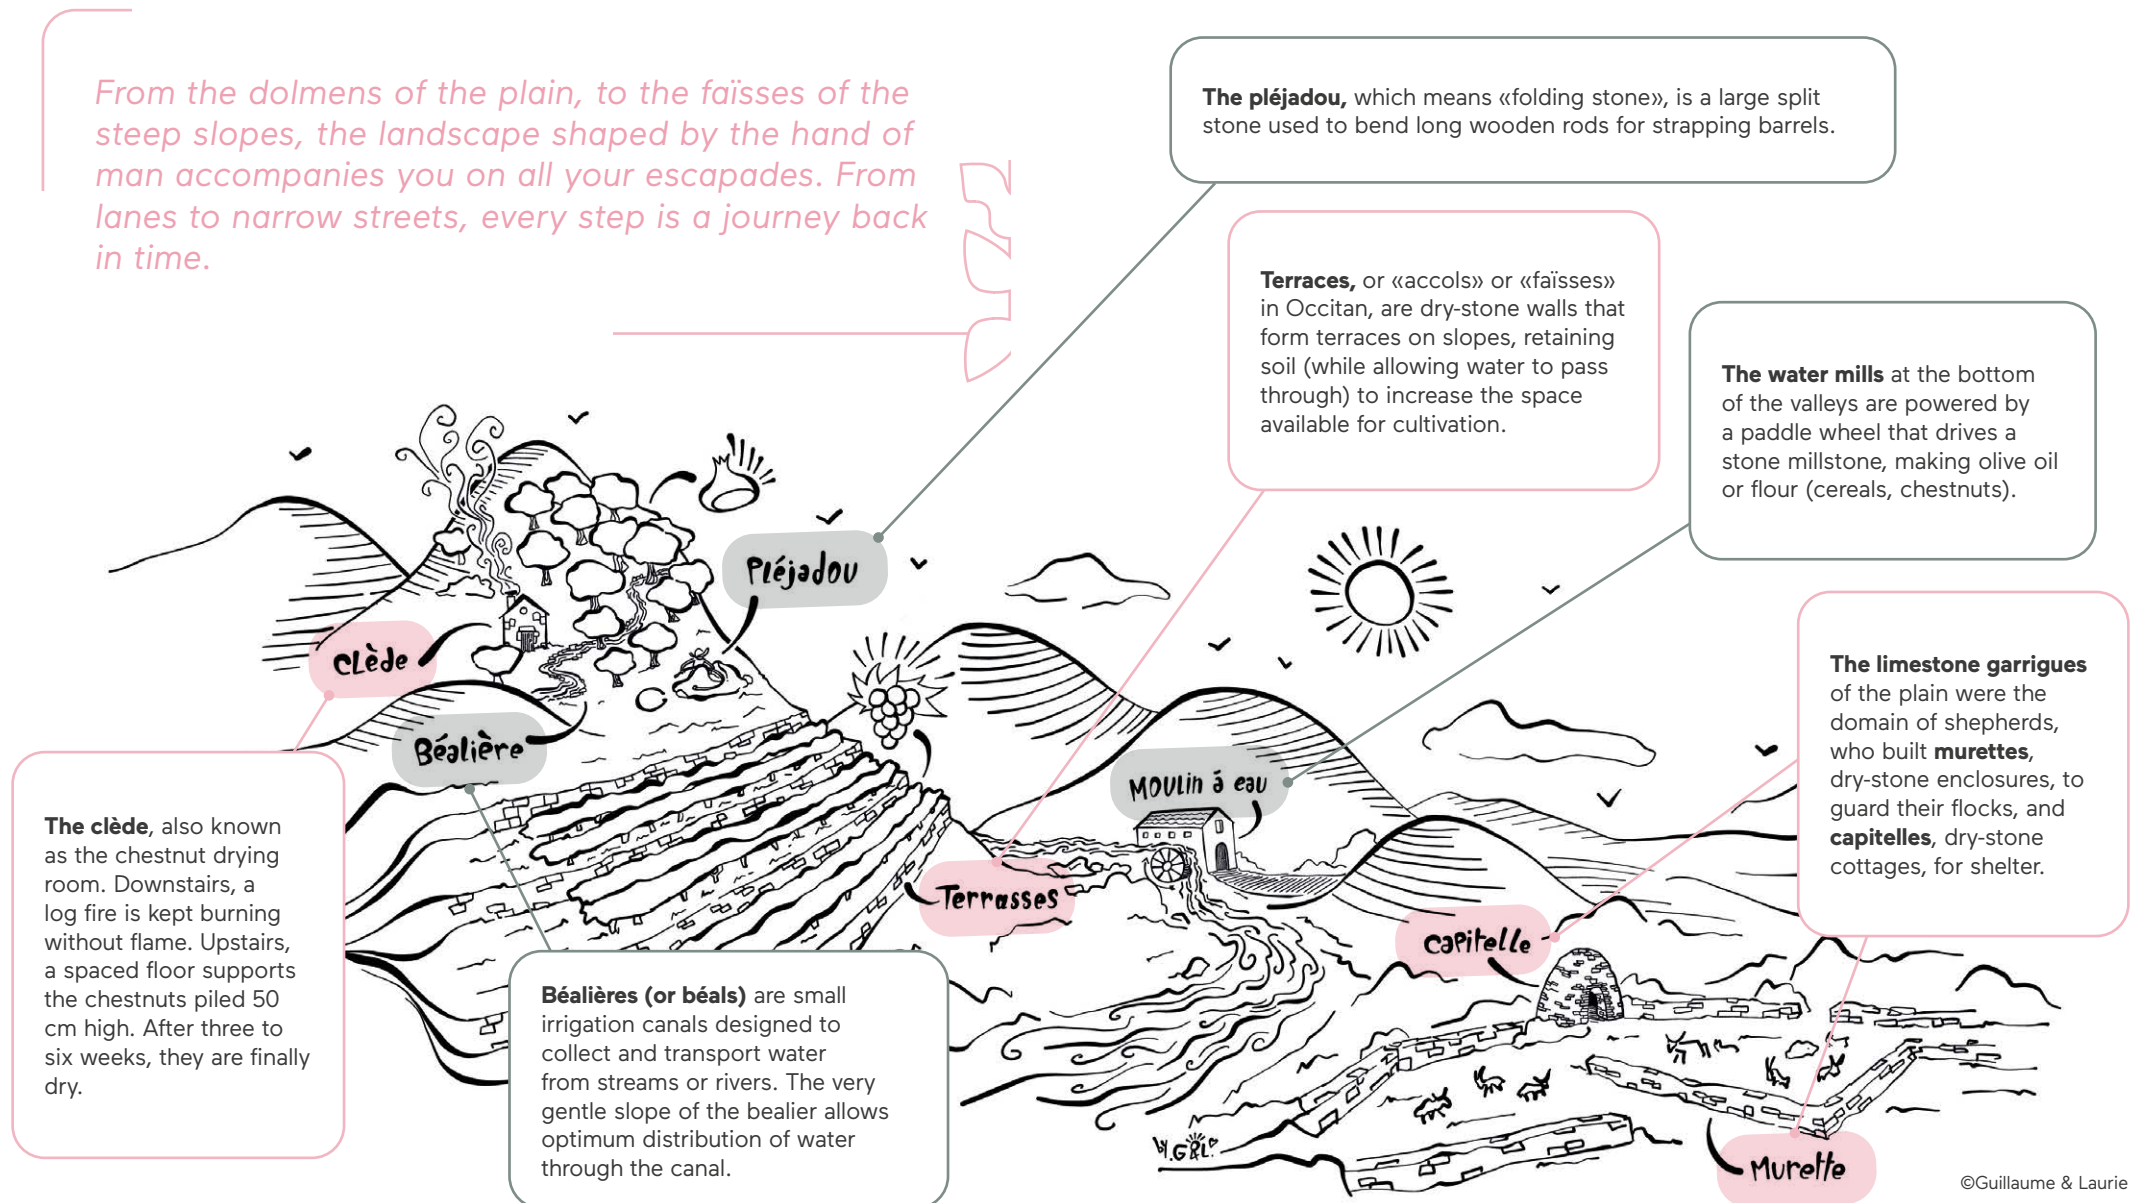 From the dolmens of the plain, to the faïsses of the
steep slopes, the landscape shaped by the hand of
man accompanies you on all your escapades. From
lanes to narrow streets, every step is a journey back
in time.
The pléjadou, which means «folding stone», is a large split
stone used to bend long wooden rods for strapping barrels.
Terraces, or «accols» or «faïsses»
in Occitan, are dry-stone walls that
form terraces on slopes, retaining
soil (while allowing water to pass
through) to increase the space
available for cultivation.
The water mills at the bottom
of the valleys are powered by
a paddle wheel that drives a
stone millstone, making olive oil
or flour (cereals, chestnuts).
The limestone garrigues
of the plain were the
domain of shepherds,
who built murettes,
dry-stone enclosures, to
guard their flocks, and
capitelles, dry-stone
cottages, for shelter.
Pléjadou
Clède
Béalière
Moulin à eau
Terrasses
Capitelle
Murette
The clède, also known
as the chestnut drying
room. Downstairs, a
log fire is kept burning
without flame. Upstairs,
a spaced floor supports
the chestnuts piled 50
cm high. After three to
six weeks, they are finally
dry.
Béalières (or béals) are small
irrigation canals designed to
collect and transport water
from streams or rivers. The very
gentle slope of the bealier allows
optimum distribution of water
through the canal.
by G&L
©Guillaume & Laurie